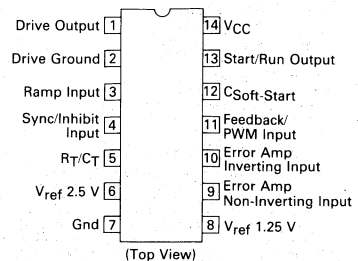 Drive Output 1
Drive Ground 2
Ramp Input 3
Sync/Inhibit
Input 4
RT/CT 5
Vref 2.5 V 6
Gnd 7
14 VCC
13 Start/Run Output
12 CSoft-Start
11 Feedback/
PWM Input
10 Error Amp
Inverting Input
9 Error Amp
Non-Inverting Input
8 Vref 1.25 V
(Top View)